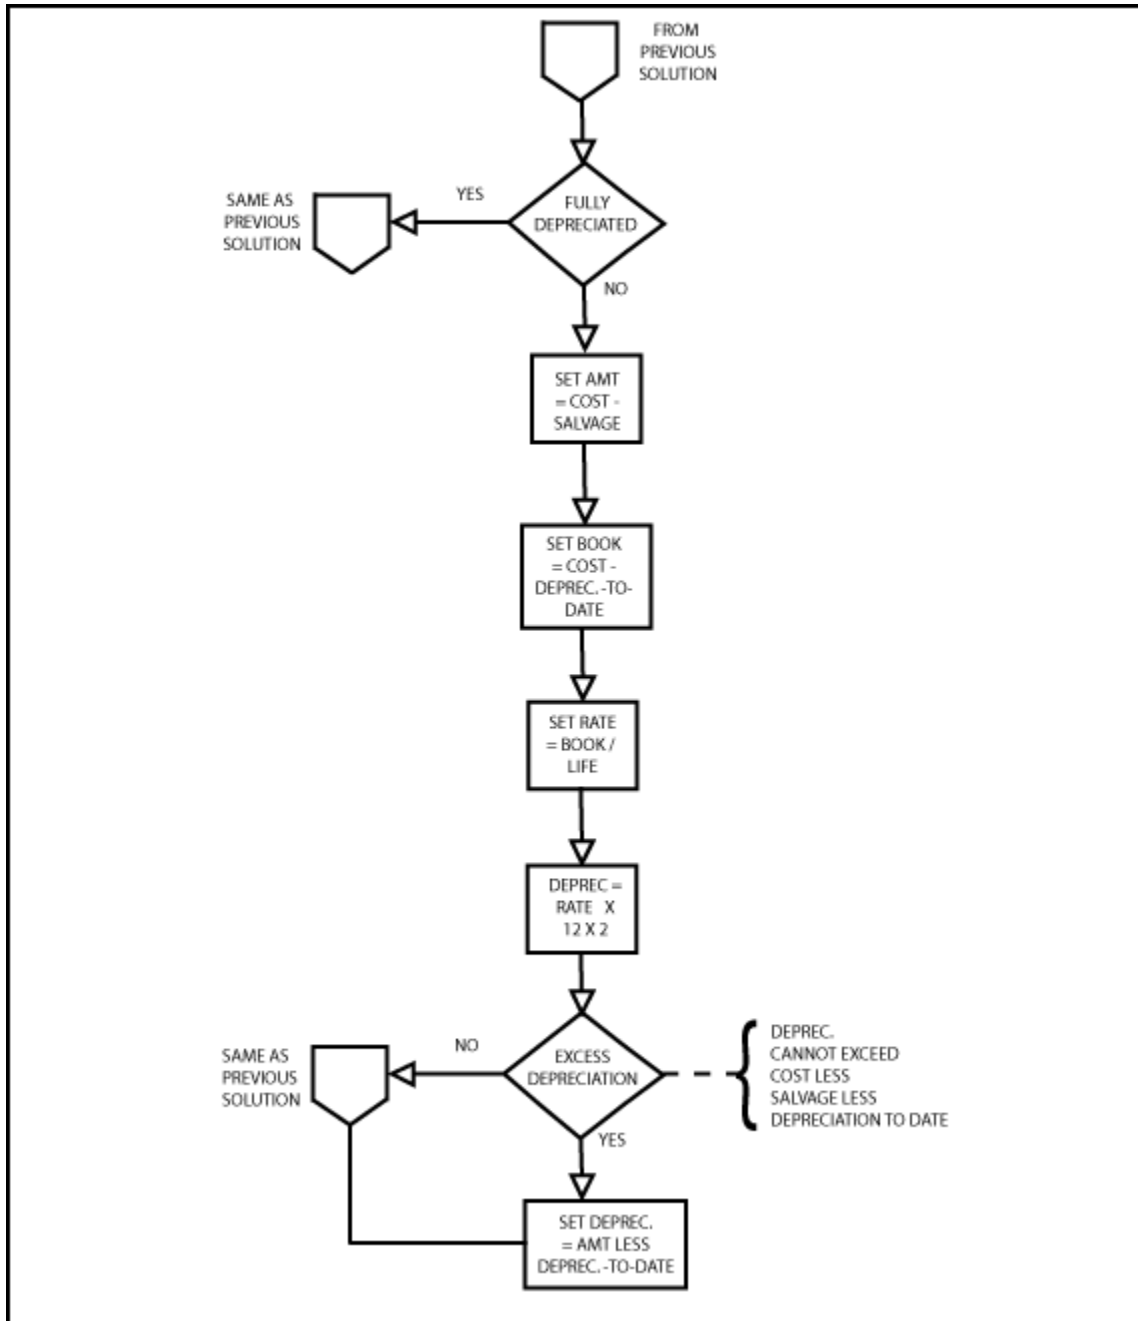 FROM
PREVIOUS
SOLUTION
SAME AS
PREVIOUS
SOLUTION
YES
FULLY
DEPRECIATED
NO
SET AMT
= COST -
SALVAGE
SET BOOK
= COST -
DEPREC. -TO-
DATE
SET RATE
= BOOK /
LIFE
DEPREC =
RATE X
12 X 2
SAME AS
PREVIOUS
SOLUTION
NO
EXCESS
DEPRECIATION
DEPREC.
CANNOT EXCEED
COST LESS
SALVAGE LESS
DEPRECIATION TO DATE
YES
SET DEPREC.
= AMT LESS
DEPREC. -TO-DATE